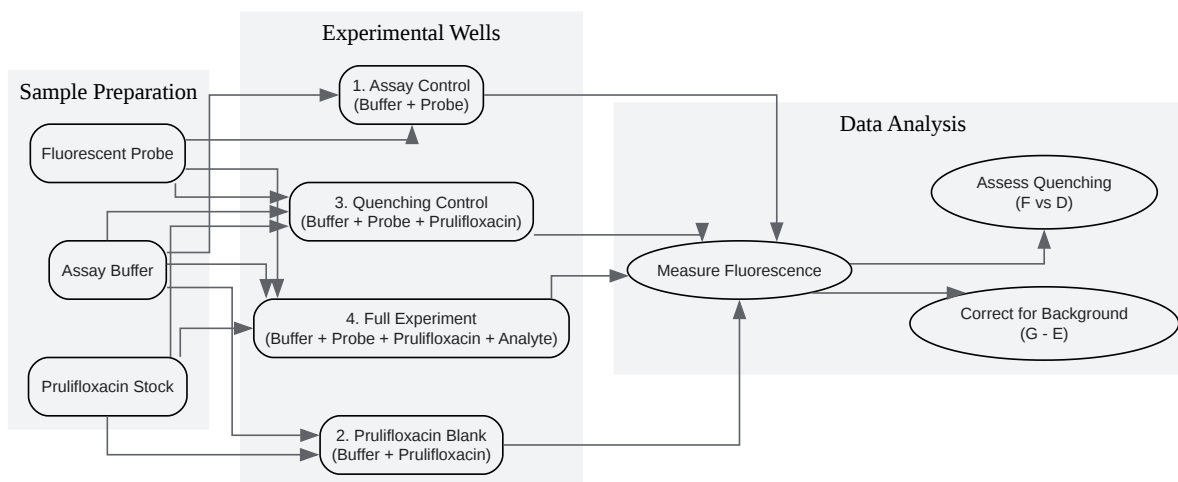 Sample Preparation
Fluorescent Probe
Assay Buffer
Prulifloxacin Stock
Experimental Wells
1. Assay Control
(Buffer + Probe)
3. Quenching Control
(Buffer + Probe + Prulifloxacin)
4. Full Experiment
(Buffer + Probe + Prulifloxacin + Analyte)
2. Prulifloxacin Blank
(Buffer + Prulifloxacin)
Data Analysis
Measure Fluorescence
Assess Quenching
(F vs D)
Correct for Background
(G - E)